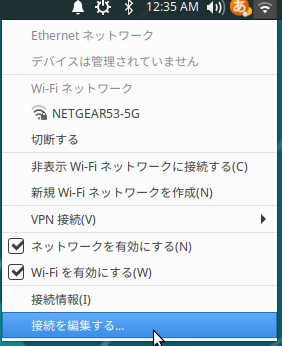 12:35 AM あ
Ethernet ネットワーク
デバイスは管理されていません
Wi-Fi ネットワーク
NETGEAR53-5G
切断する
非表示 Wi-Fi ネットワークに接続する(C)
新規 Wi-Fi ネットワークを作成(N)
VPN 接続(V)
ネットワークを有効にする(N)
Wi-Fi を有効にする(W)
接続情報(I)
接続を編集する...